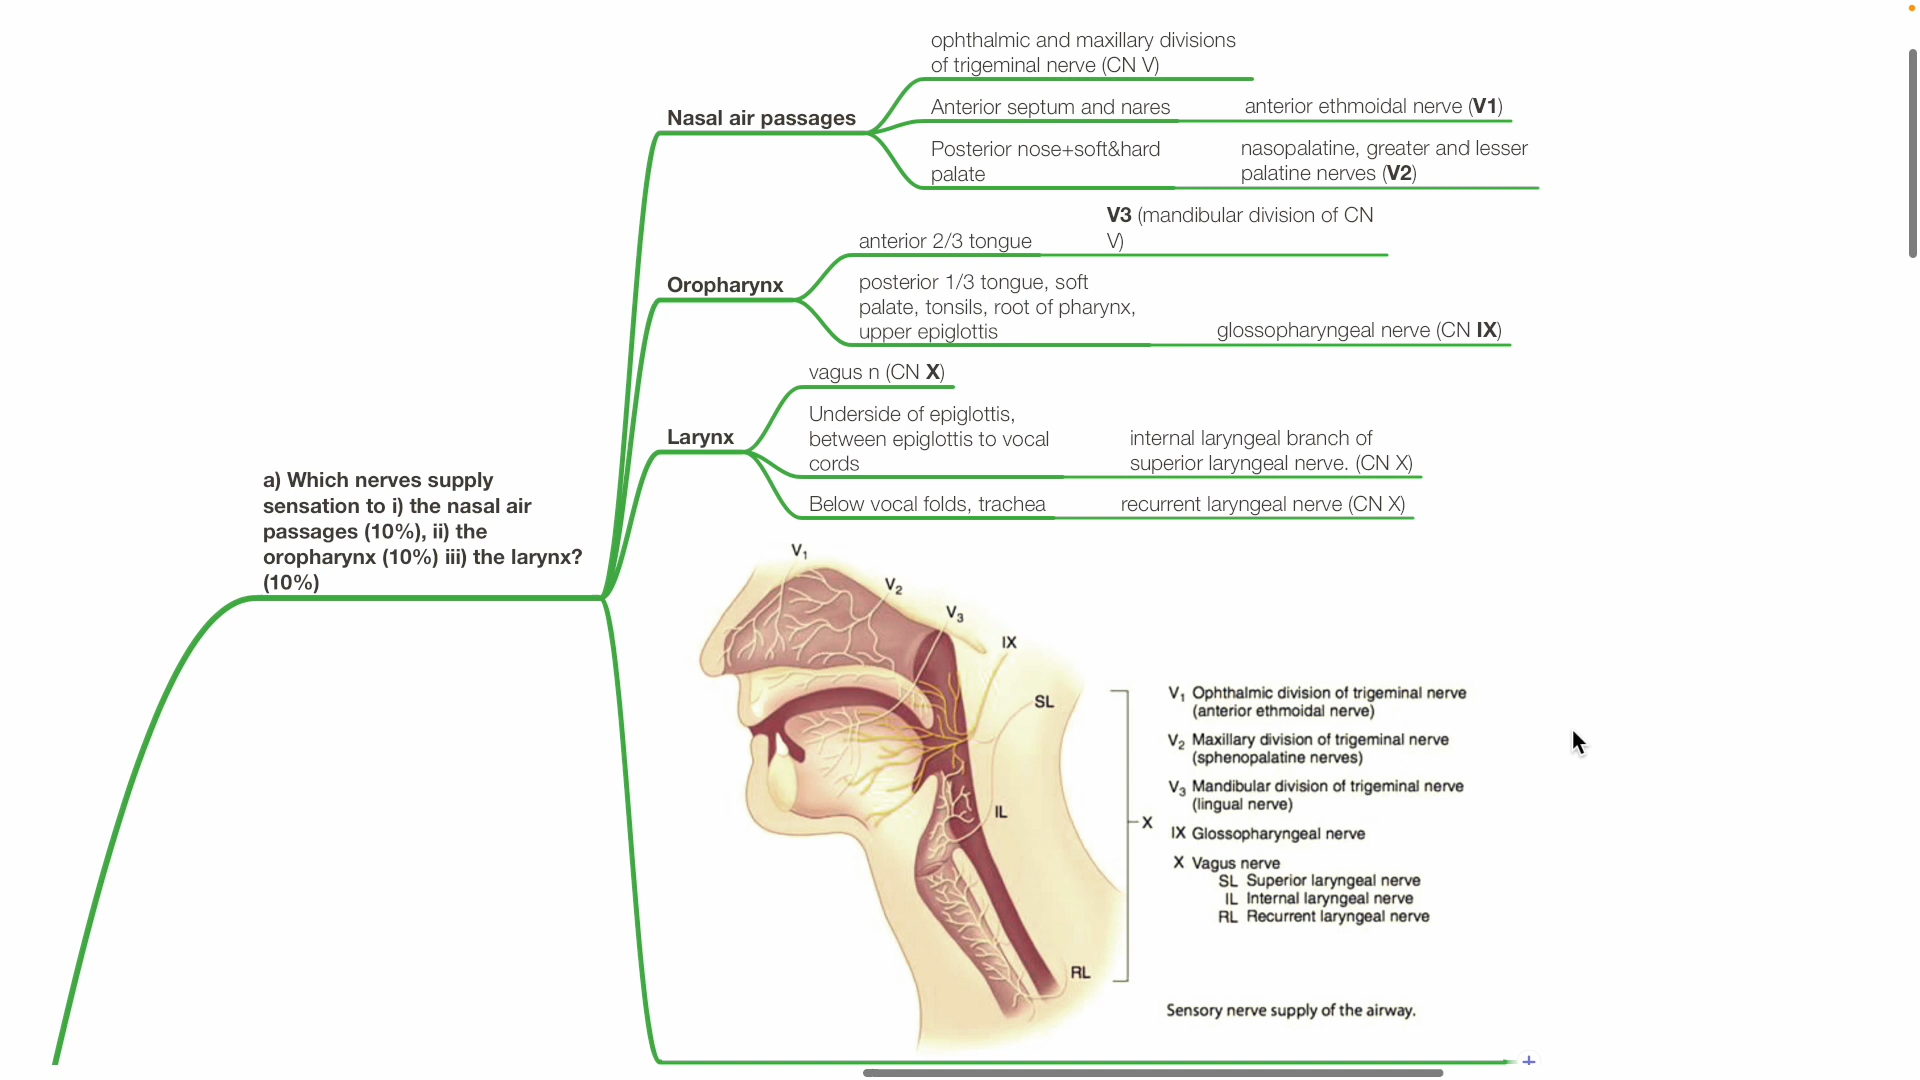 a) Which nerves supply
sensation to i) the nasal air
passages (10%), ii) the
oropharynx (10%) iii) the larynx?
(10%)
Nasal air passages
ophthalmic and maxillary divisions
of trigeminal nerve (CN V)
Anterior septum and nares
anterior ethmoidal nerve (V1)
Posterior nose+soft&hard
palate
nasopalatine, greater and lesser
palatine nerves (V2)
Oropharynx
anterior 2/3 tongue
V3 (mandibular division of CN
V)
posterior 1/3 tongue, soft
palate, tonsils, root of pharynx,
upper epiglottis
glossopharyngeal nerve (CN IX)
Larynx
vagus n (CN X)
Underside of epiglottis,
between epiglottis to vocal
cords
internal laryngeal branch of
superior laryngeal nerve. (CN X)
Below vocal folds, trachea
recurrent laryngeal nerve (CN X)
V1
V2
V3
IX
SL
IL
RL
X
V1 Ophthalmic division of trigeminal nerve
(anterior ethmoidal nerve)
V2 Maxillary division of trigeminal nerve
(sphenopalatine nerves)
V3 Mandibular division of trigeminal nerve
(lingual nerve)
IX Glossopharyngeal nerve
X Vagus nerve
SL Superior laryngeal nerve
IL Internal laryngeal nerve
RL Recurrent laryngeal nerve
Sensory nerve supply of the airway.